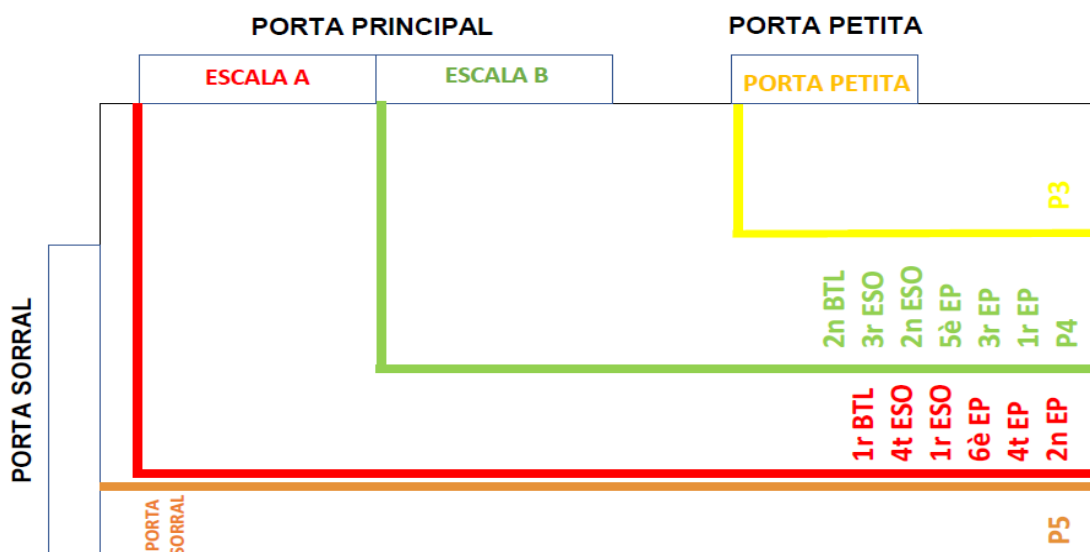 PORTA PRINCIPAL
PORTA PETITA
ESCALA A
ESCALA B
PORTA PETITA
P3
2n BTL
3r ESO
2n ESO
5è EP
3r EP
1r EP
P4
1r BTL
4t ESO
1r ESO
6è EP
4t EP
2n EP
PORTA SORRAL
PORTA
SORRAL
P5